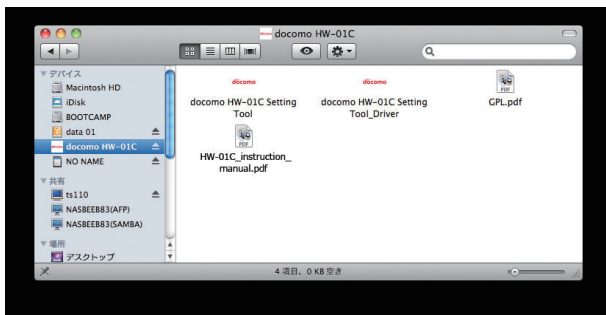 docomo HW-01C
デバイス
Macintosh HD
iDisk
BOOTCAMP
data 01
docomo HW-01C
NO NAME
共有
ts110
NASBEEB83(AFP)
NASBEEB83(SAMBA)
場所
デスクトップ
docomo
docomo HW-01C Setting
Tool
docomo
docomo HW-01C Setting
Tool_Driver
PDF
GPL.pdf
PDF
HW-01C_instruction_
manual.pdf
4 項目、0 KB 空き